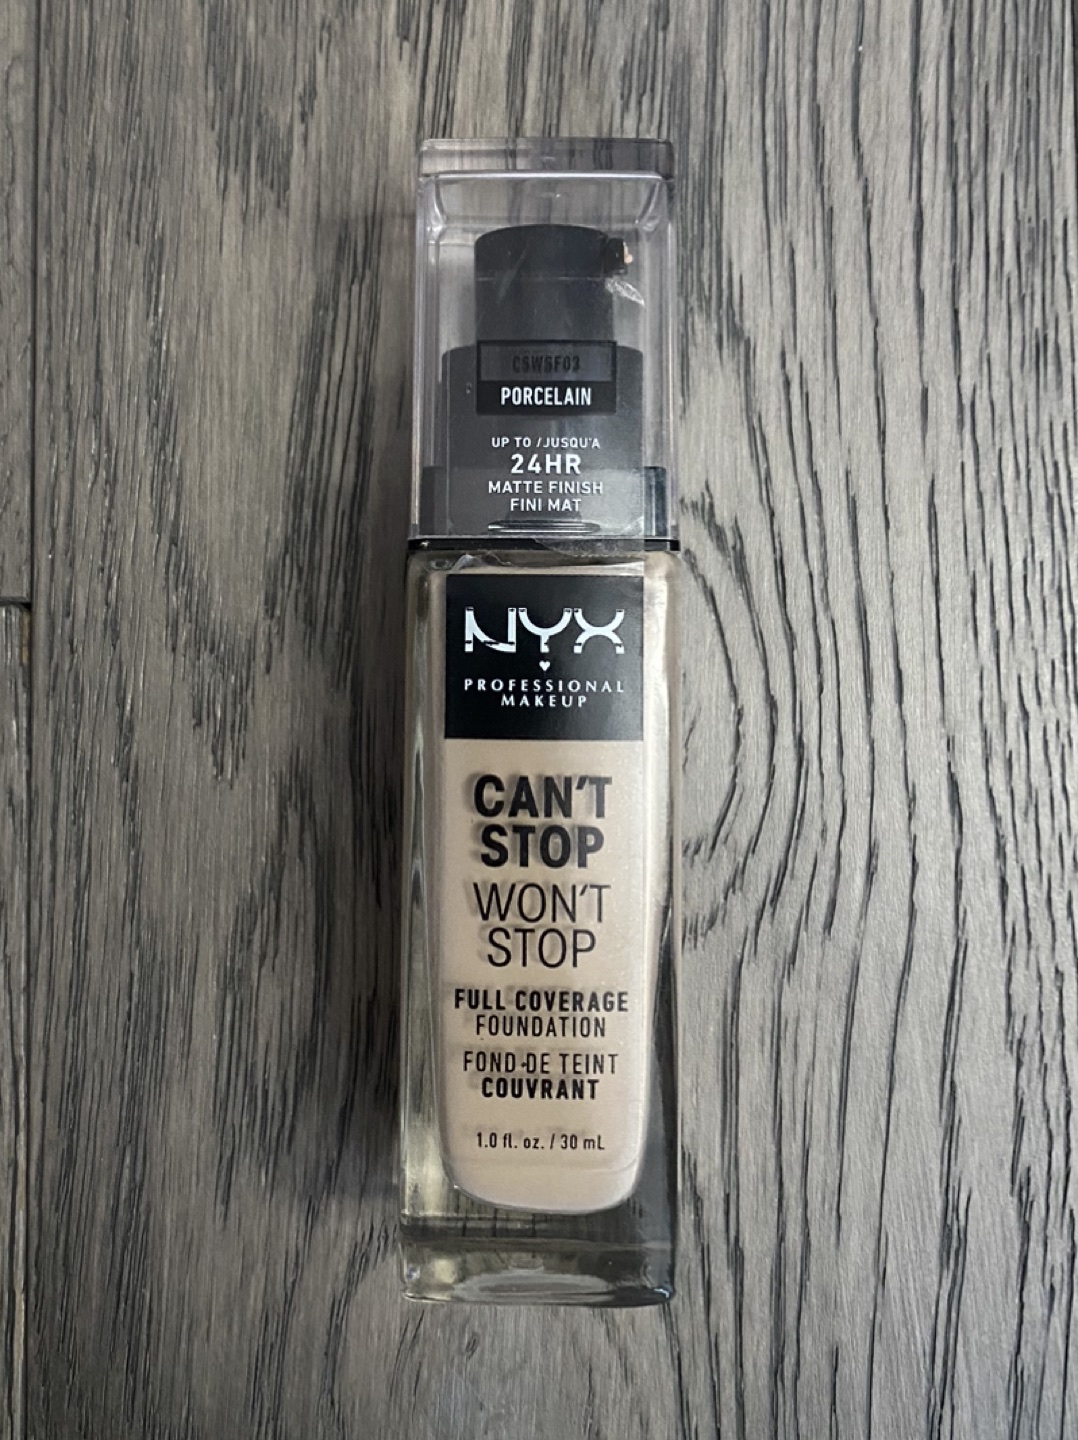 CSWSF03
PORCELAIN
UP TO / JUSQU'A
24HR
MATTE FINISH
FINI MAT
NYX
PROFESSIONAL
MAKEUP
CAN'T
STOP
WON'T
STOP
FULL COVERAGE
FOUNDATION
FOND DE TEINT
COUVRANT
1.0 fl. oz. / 30 mL